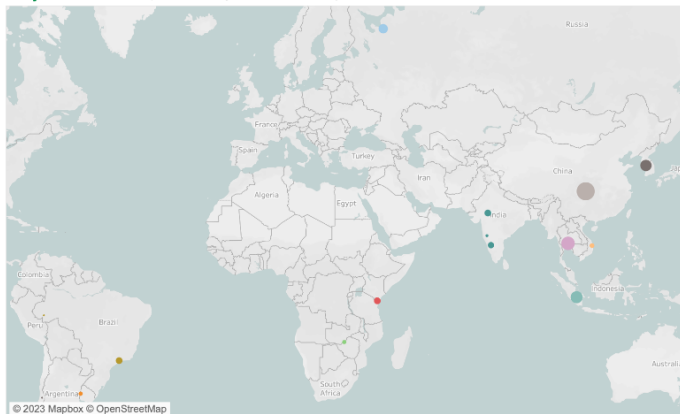 Russia
France
Spain
Turkey
China
Iran
Algeria
Egypt
India
Colombia
Indonesia
Peru
Brazil
South
Africa
Argentina
© 2023 Mapbox © OpenStreetMap